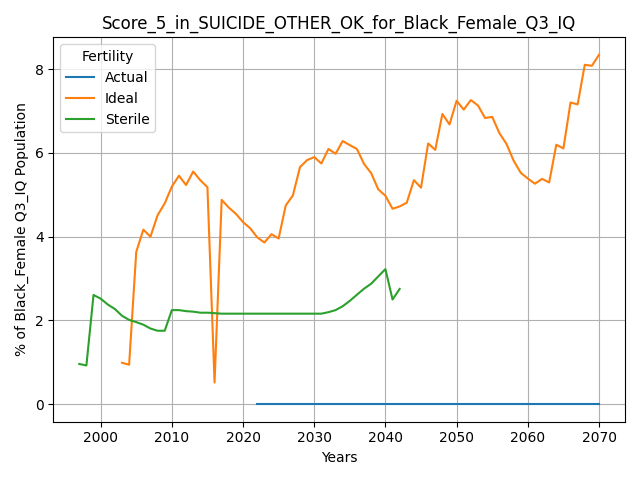 Score_5_in_SUICIDE_OTHER_OK_for_Black_Female_Q3_IQ
Fertility
Actual
Ideal
Sterile
% of Black_Female Q3_IQ Population
8
6
4
2
0
2000 2010 2020 2030 2040 2050 2060 2070
Years